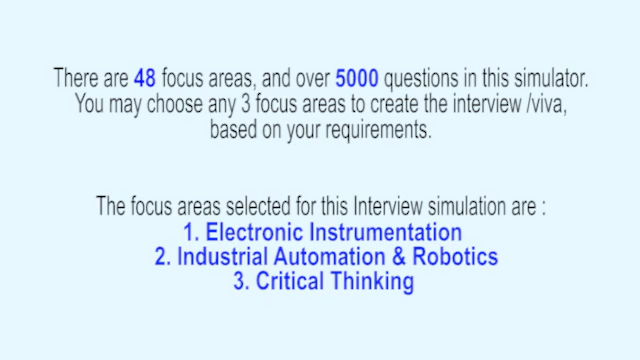 There are 48 focus areas, and over 5000 questions in this simulator.
You may choose any 3 focus areas to create the interview /viva,
based on your requirements.
The focus areas selected for this Interview simulation are :
1. Electronic Instrumentation
2. Industrial Automation & Robotics
3. Critical Thinking